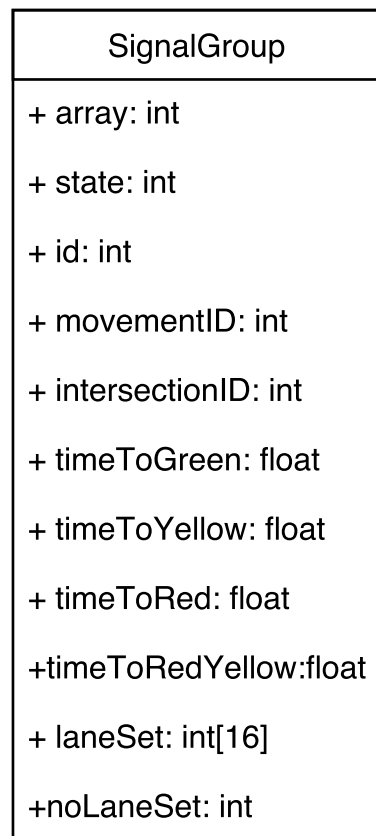 SignalGroup
+ array: int
+ state: int
+ id: int
+ movementID: int
+ intersectionID: int
+ timeToGreen: float
+ timeToYellow: float
+ timeToRed: float
+timeToRedYellow:float
+ laneSet: int[16]
+noLaneSet: int